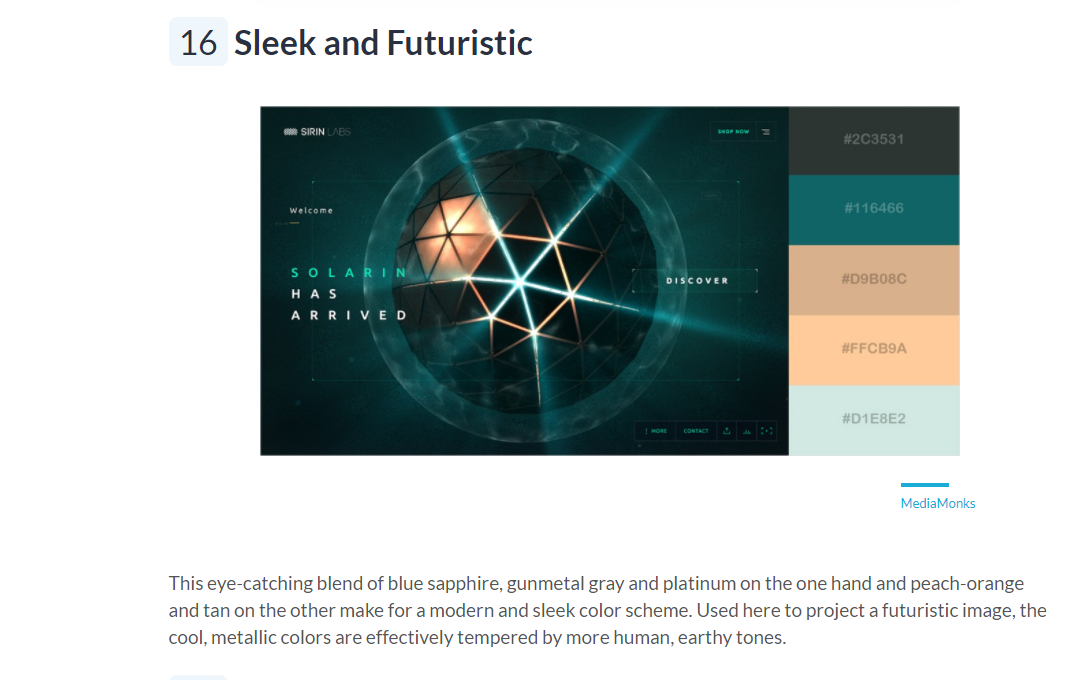 16 Sleek and Futuristic
SIRIN LABS
SHOP NOW
Welcome
SOLARIN
HAS
ARRIVED
DISCOVER
MORE
CONTACT
#2C3531
#116466
#D9B08C
#FFCB9A
#D1E8E2
MediaMonks
This eye-catching blend of blue sapphire, gunmetal gray and platinum on the one hand and peach-orange
and tan on the other make for a modern and sleek color scheme. Used here to project a futuristic image, the
cool, metallic colors are effectively tempered by more human, earthy tones.